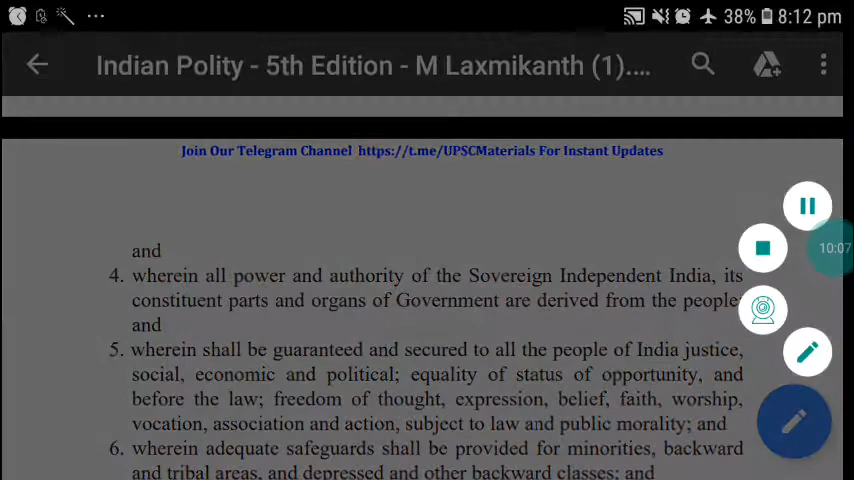 38% 8:12 pm
Indian Polity - 5th Edition - M Laxmikanth (1)....
Join Our Telegram Channel https://t.me/UPSCMaterials For Instant Updates
10:07
and
4. wherein all power and authority of the Sovereign Independent India, its
constituent parts and organs of Government are derived from the people;
and
5. wherein shall be guaranteed and secured to all the people of India justice,
social, economic and political; equality of status of opportunity, and
before the law; freedom of thought, expression, belief, faith, worship,
vocation, association and action, subject to law and public morality; and
6. wherein adequate safeguards shall be provided for minorities, backward
and tribal areas, and depressed and other backward classes; and